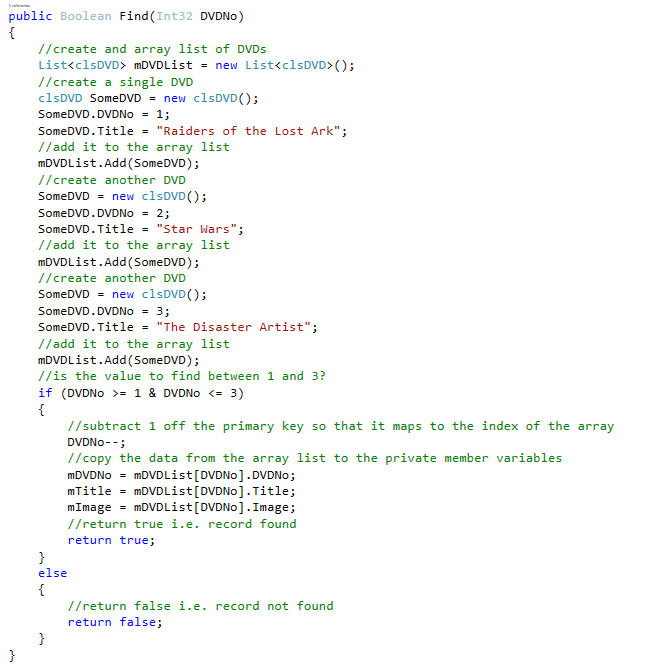 1 reference
public Boolean Find(Int32 DVDNo)
{
    //create and array list of DVDs
    List<clsDVD> mDVDList = new List<clsDVD>();
    //create a single DVD
    clsDVD SomeDVD = new clsDVD();
    SomeDVD.DVDNo = 1;
    SomeDVD.Title = "Raiders of the Lost Ark";
    //add it to the array list
    mDVDList.Add(SomeDVD);
    //create another DVD
    SomeDVD = new clsDVD();
    SomeDVD.DVDNo = 2;
    SomeDVD.Title = "Star Wars";
    //add it to the array list
    mDVDList.Add(SomeDVD);
    //create another DVD
    SomeDVD = new clsDVD();
    SomeDVD.DVDNo = 3;
    SomeDVD.Title = "The Disaster Artist";
    //add it to the array list
    mDVDList.Add(SomeDVD);
    //is the value to find between 1 and 3?
    if (DVDNo >= 1 & DVDNo <= 3)
    {
        //subtract 1 off the primary key so that it maps to the index of the array
        DVDNo--;
        //copy the data from the array list to the private member variables
        mDVDNo = mDVDList[DVDNo].DVDNo;
        mTitle = mDVDList[DVDNo].Title;
        mImage = mDVDList[DVDNo].Image;
        //return true i.e. record found
        return true;
    }
    else
    {
        //return false i.e. record not found
        return false;
    }
}